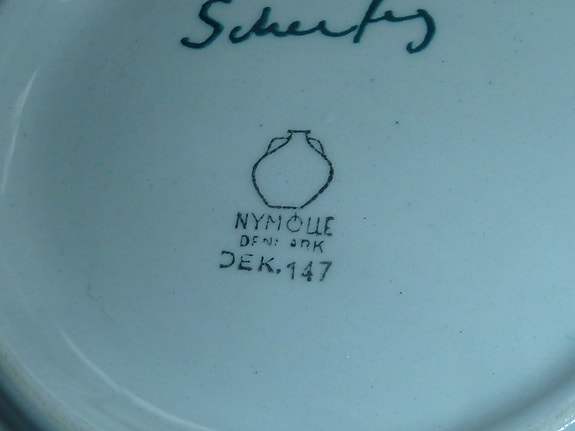 Scherfig
NYMØLLE
DENMARK
DEK. 147